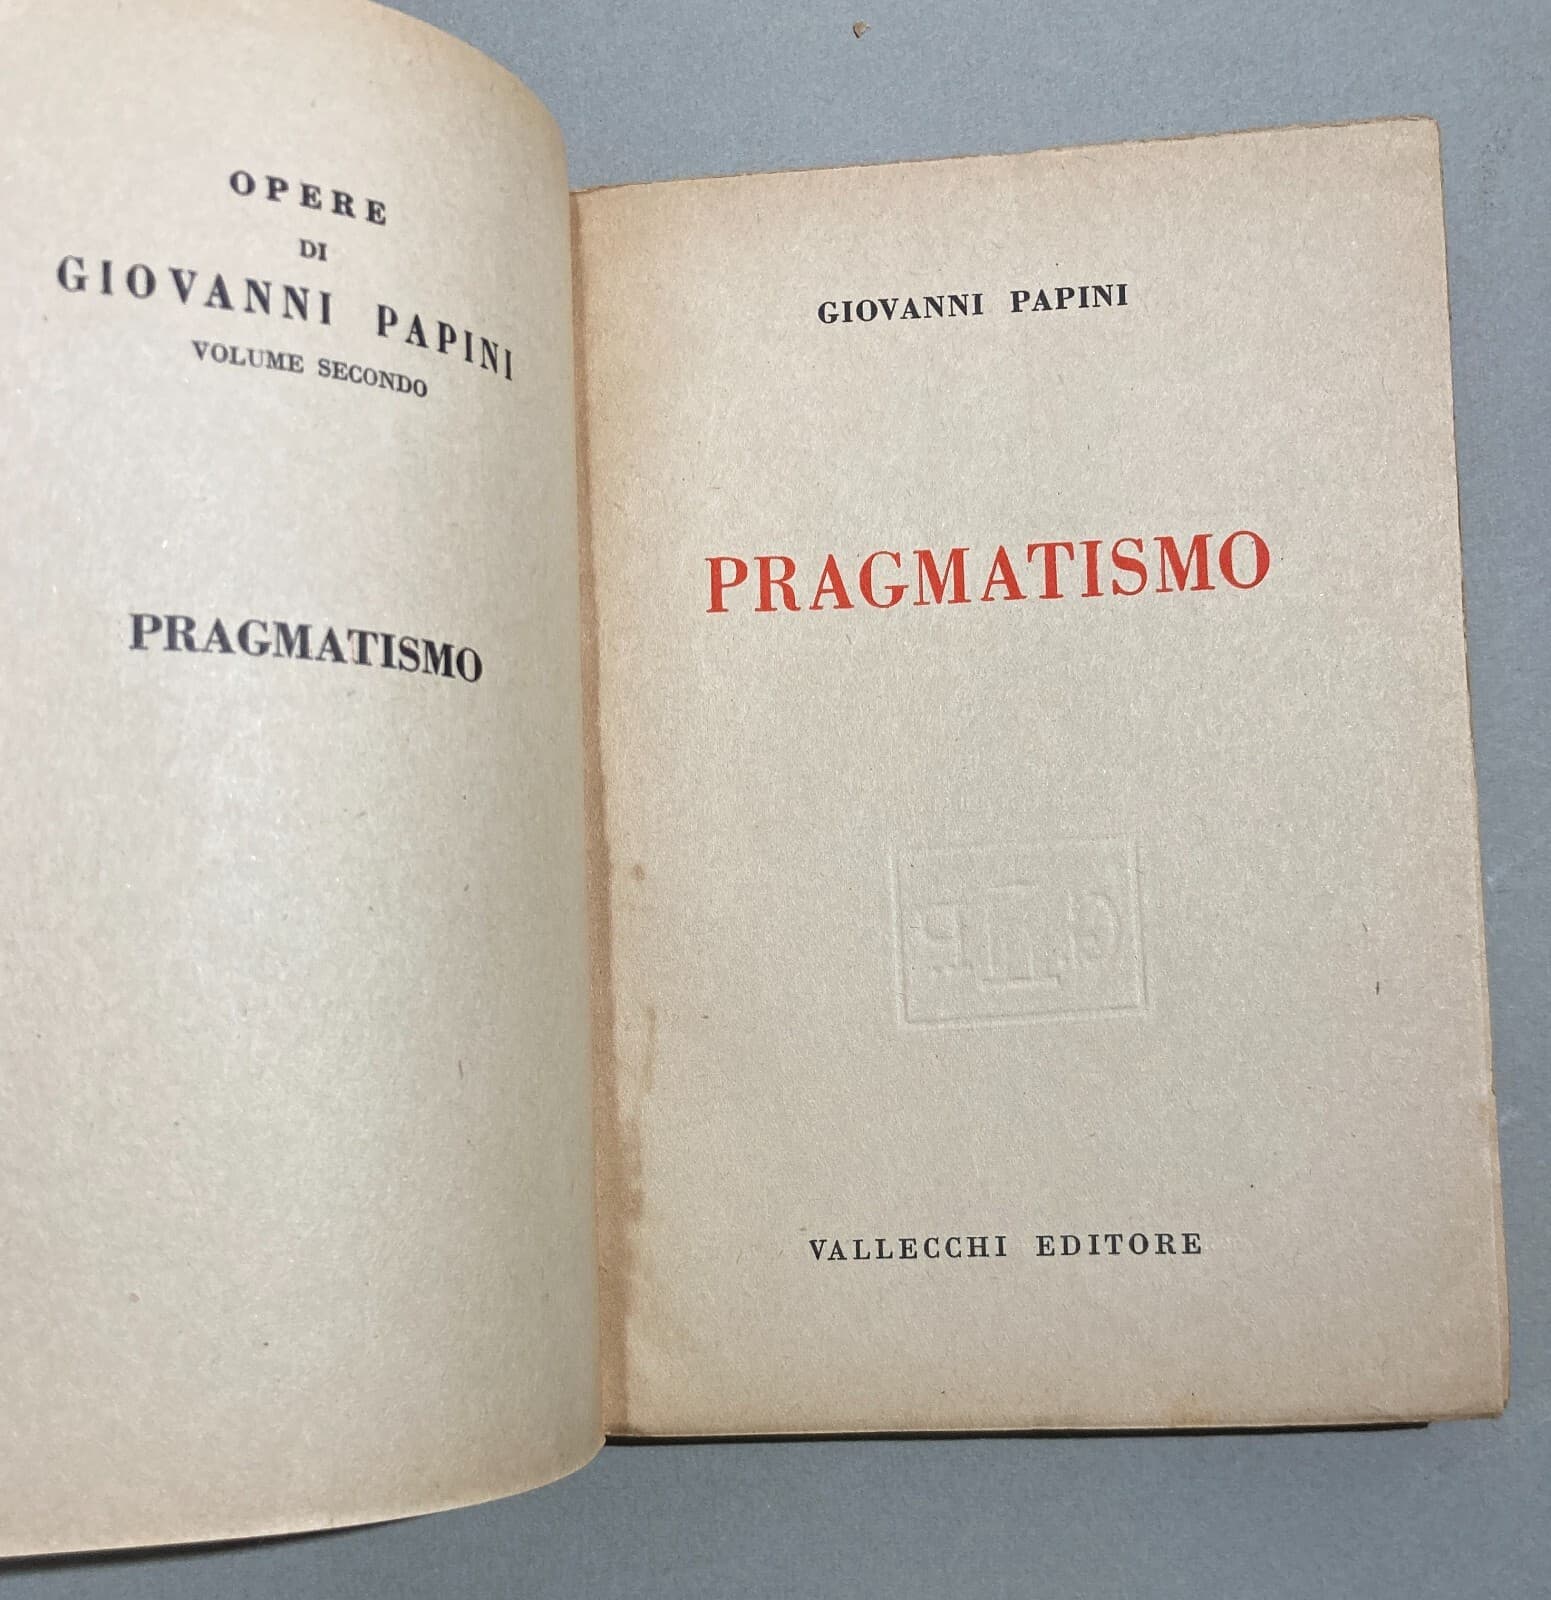 OPERE
DI
GIOVANNI PAPINI
VOLUME SECONDO
PRAGMATISMO
GIOVANNI PAPINI
PRAGMATISMO
VALLECCHI EDITORE